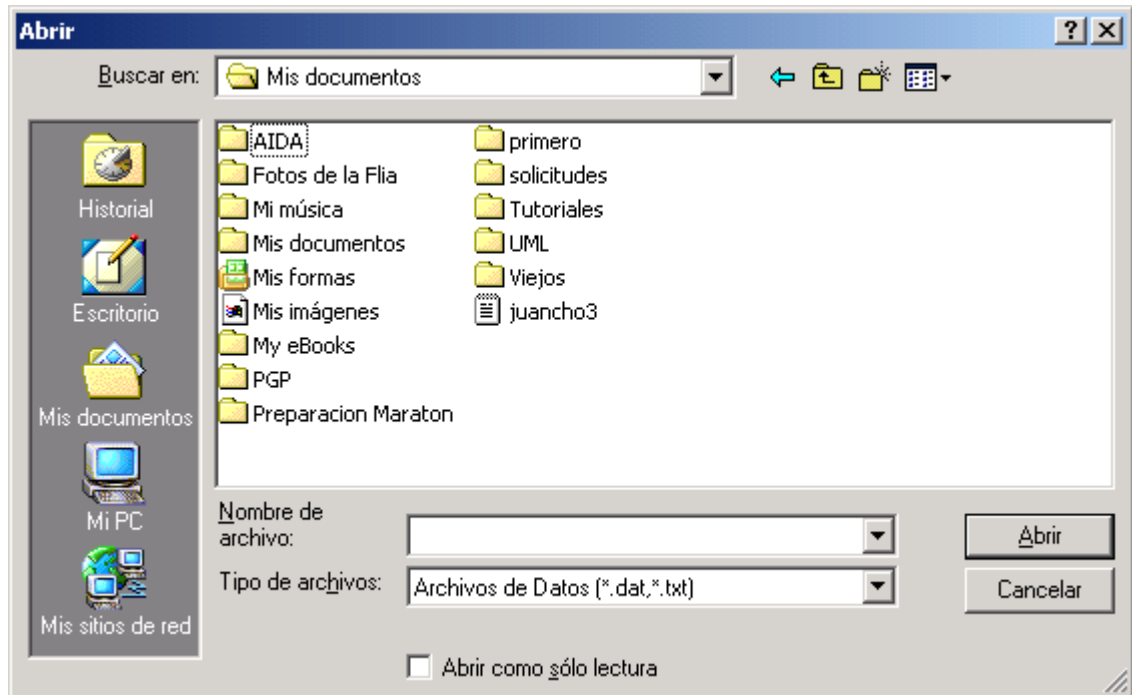 Abrir
Buscar en: Mis documentos
Historial
Escritorio
Mis documentos
Mi PC
Mis sitios de red
AIDA
Fotos de la Flia
Mi música
Mis documentos
Mis formas
Mis imágenes
My eBooks
PGP
Preparacion Maraton
primero
solicitudes
Tutoriales
UML
Viejos
juancho3
Nombre de
archivo:
Abrir
Tipo de archivos: Archivos de Datos (*.dat,*.txt)
Cancelar
Abrir como sólo lectura